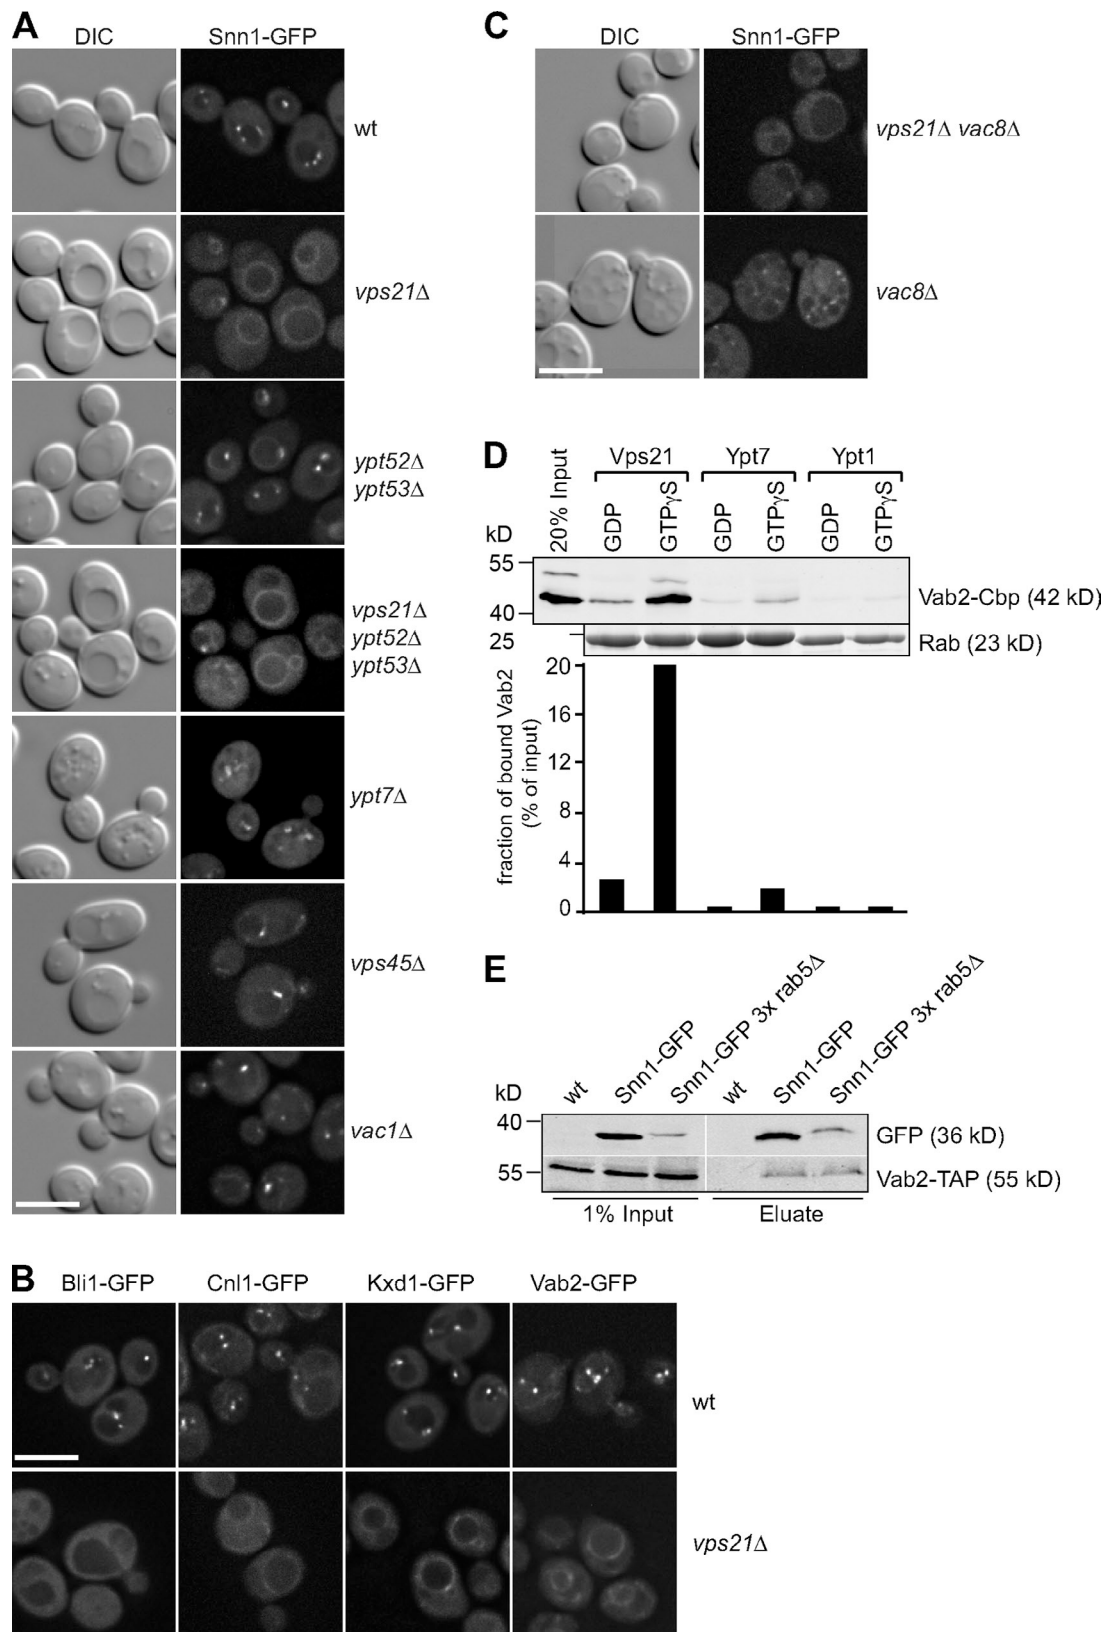 A
DIC
Snn1-GFP
wt
vps21Δ
ypt52Δ
ypt53Δ
vps21Δ
ypt52Δ
ypt53Δ
ypt7Δ
vps45Δ
vac1Δ
B
Bli1-GFP
Cnl1-GFP
Kxd1-GFP
Vab2-GFP
wt
vps21Δ
C
DIC
Snn1-GFP
vps21Δ vac8Δ
vac8Δ
D
Vps21
Ypt7
Ypt1
kD
20% Input
GDP
GTPγS
GDP
GTPγS
GDP
GTPγS
55
40
Vab2-Cbp (42 kD)
25
Rab (23 kD)
fraction of bound Vab2
(% of input)
20
16
12
8
4
0
E
kD
wt
Snn1-GFP
Snn1-GFP 3x rab5Δ
wt
Snn1-GFP
Snn1-GFP 3x rab5Δ
40
GFP (36 kD)
55
Vab2-TAP (55 kD)
1% Input
Eluate